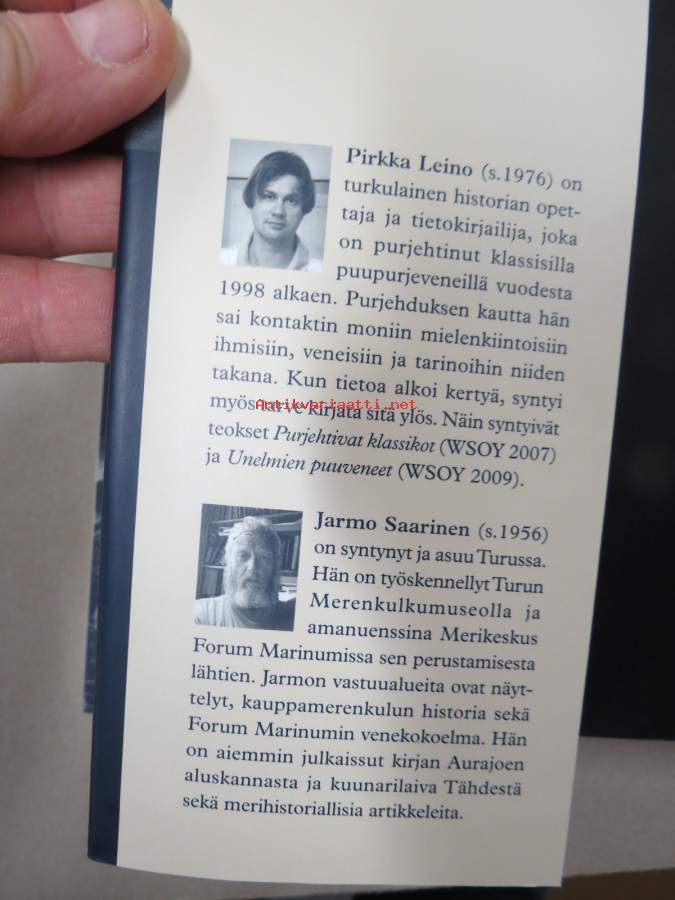 Pirkka Leino (s.1976) on
turkulainen historian opet-
taja ja tietokirjailija, joka
on purjehtinut klassisilla
puupurjeveneillä vuodesta
1998 alkaen. Purjehduksen kautta hän
sai kontaktin moniin mielenkiintoisiin
ihmisiin, veneisiin ja tarinoihin niiden
takana. Kun tietoa alkoi kertyä, syntyi
Antikvariaatti.net
myös tarve kirjata sitä ylös. Näin syntyivät
teokset Purjehtivat klassikot (WSOY 2007)
ja Unelmien puuveneet (WSOY 2009).
Jarmo Saarinen (s.1956)
on syntynyt ja asuu Turussa.
Hän on työskennellyt Turun
Merenkulkumuseolla ja
amanuenssina Merikeskus
Forum Marinumissa sen perustamisesta
lähtien. Jarmon vastuualueita ovat näyt-
telyt, kauppamerenkulun historia sekä
Forum Marinumin venekokoelma. Hän
on aiemmin julkaissut kirjan Aurajoen
aluskannasta ja kuunarilaiva Tähdestä
sekä merihistoriallisia artikkeleita.